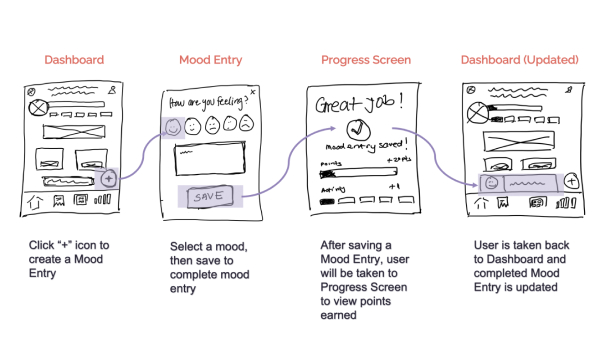 Dashboard
Mood Entry
Progress Screen
Dashboard (Updated)
How are you feeling?
x
SAVE
Great job!
mood entry saved!
points
+20pts
Activity
+1
Click "+" icon to
create a Mood
Entry
Select a mood,
then save to
complete mood
entry
After saving a
Mood Entry, user
will be taken to
Progress Screen
to view points
earned
User is taken back
to Dashboard and
completed Mood
Entry is updated